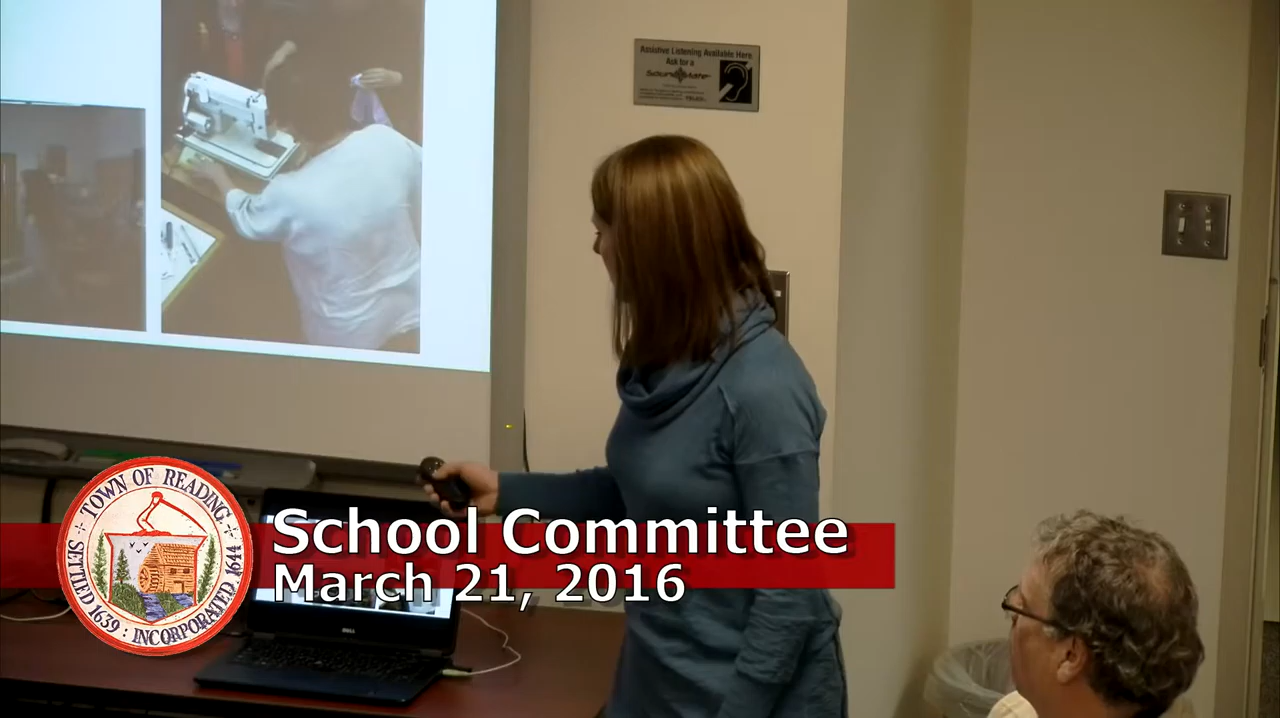 Assistive Listening Available Here
Ask for a
SoundMate
TOWN OF READING
SETTLED 1639 : INCORPORATED 1644
School Committee
March 21, 2016
DELL